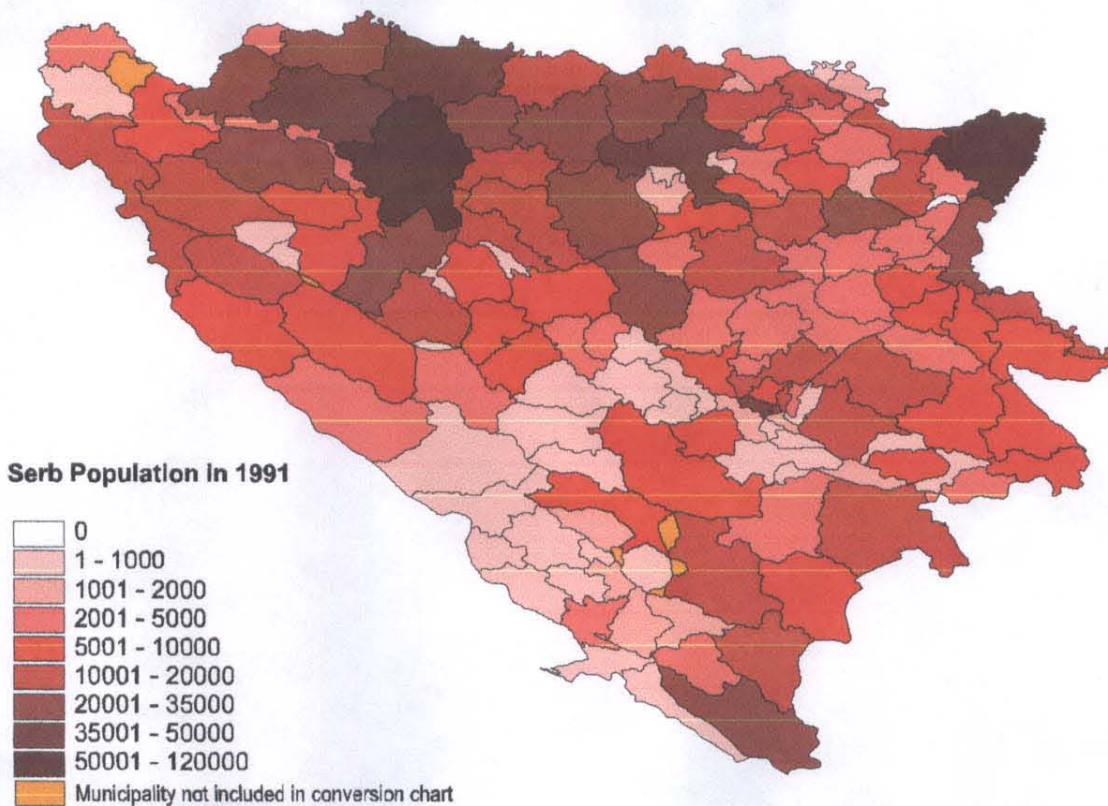 Serb Population in 1991
0
1 - 1000
1001 - 2000
2001 - 5000
5001 - 10000
10001 - 20000
20001 - 35000
35001 - 50000
50001 - 120000
Municipality not included in conversion chart